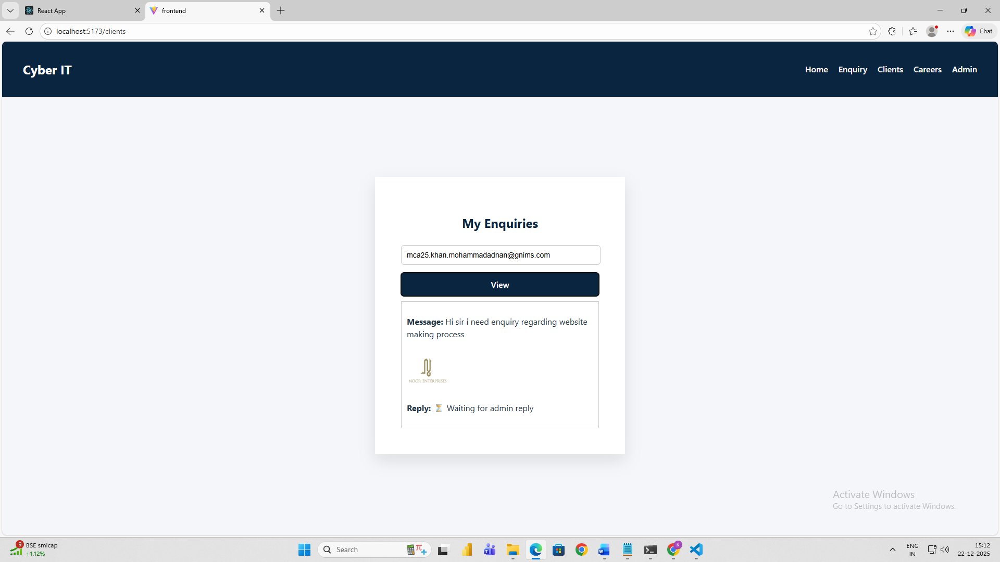 React App
frontend
localhost:5173/clients
Chat
Cyber IT
Home Enquiry Clients Careers Admin
My Enquiries
mca25.khan.mohammadadnan@gnims.com
View
Message: Hi sir i need enquiry regarding website
making process
NOOR ENTERPRISES
Reply: ⏳ Waiting for admin reply
Activate Windows
Go to Settings to activate Windows.
9
BSE smlcap
+1.12%
Search
K
ENG
IN
15:12
22-12-2025